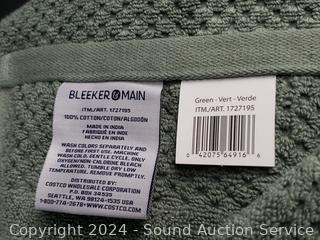 BLEEKER & MAIN
ITM./ART. 1727195
100% COTTON/COTON/ALGODÓN
MADE IN INDIA
FABRIQUÉ EN INDE
HECHO EN INDIA
WASH COLORS SEPARATELY AND
BEFORE FIRST USE. MACHINE
WASH COLD, GENTLE CYCLE. ONLY
OXYGEN/NON-CHLORINE BLEACH
ALLOWED. TUMBLE DRY LOW
TEMPERATURE. REMOVE PROMPTLY.
DISTRIBUTED BY:
COSTCO WHOLESALE CORPORATION
P.O. BOX 34535
SEATTLE, WA 98124-1535 USA
1-800-774-2678•WWW.COSTCO.COM
Green - Vert - Verde
ITM./ART. 1727195
0 42075 64916 6
Copyright 2024 - South Auction